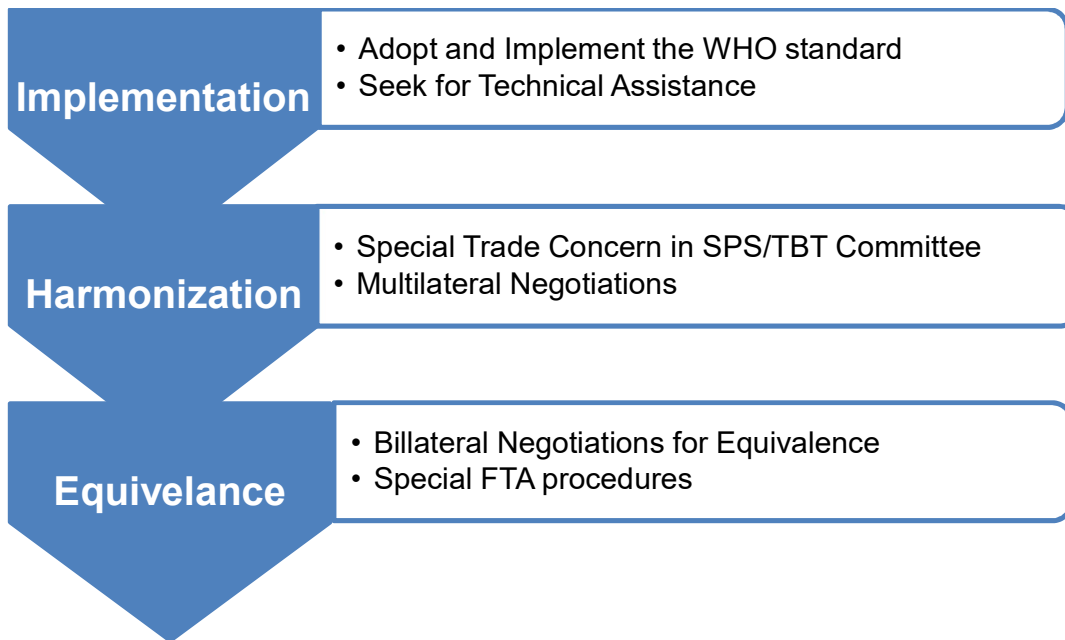 Implementation
• Adopt and Implement the WHO standard
• Seek for Technical Assistance
Harmonization
• Special Trade Concern in SPS/TBT Committee
• Multilateral Negotiations
Equivelance
• Billateral Negotiations for Equivalence
• Special FTA procedures